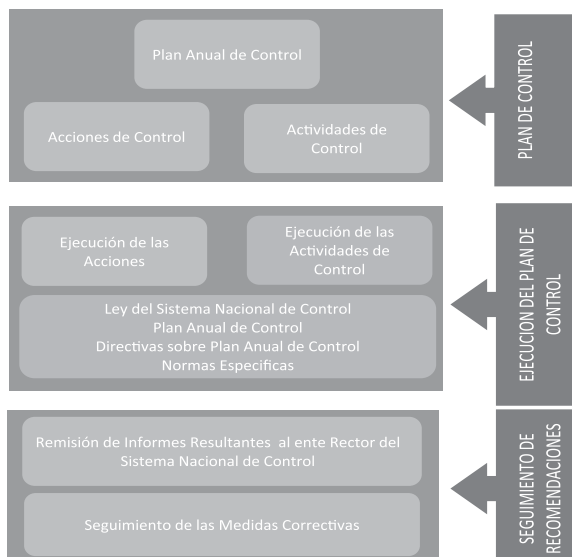 Plan Anual de Control
Acciones de Control
Actividades de
Control
PLAN DE CONTROL
Ejecución de las
Acciones
Ejecución de las
Actividades de
Control
Ley del Sistema Nacional de Control
Plan Anual de Control
Directivas sobre Plan Anual de Control
Normas Especificas
EJECUCION DEL PLAN DE
CONTROL
Remisión de Informes Resultantes al ente Rector del
Sistema Nacional de Control
Seguimiento de las Medidas Correctivas
SEGUIMIENTO DE
RECOMENDACIONES